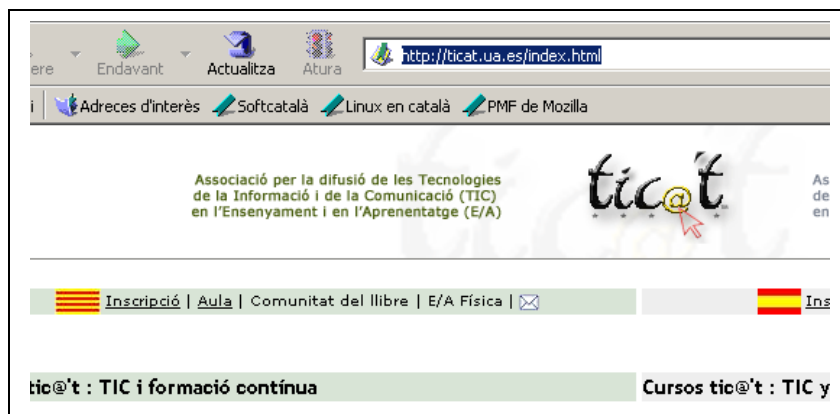 Endavant Actualitza Atura http://ticat.ua.es/index.html
Adreces d'interès Softcatalà Linux en català PMF de Mozilla
Associació per la difusió de les Tecnologies
de la Informació i de la Comunicació (TIC)
en l'Ensenyament i en l'Aprenentatge (E/A)
tic@'t
Inscripció | Aula | Comunitat del llibre | E/A Física |
tic@'t : TIC i formació contínua
Cursos tic@'t : TIC y